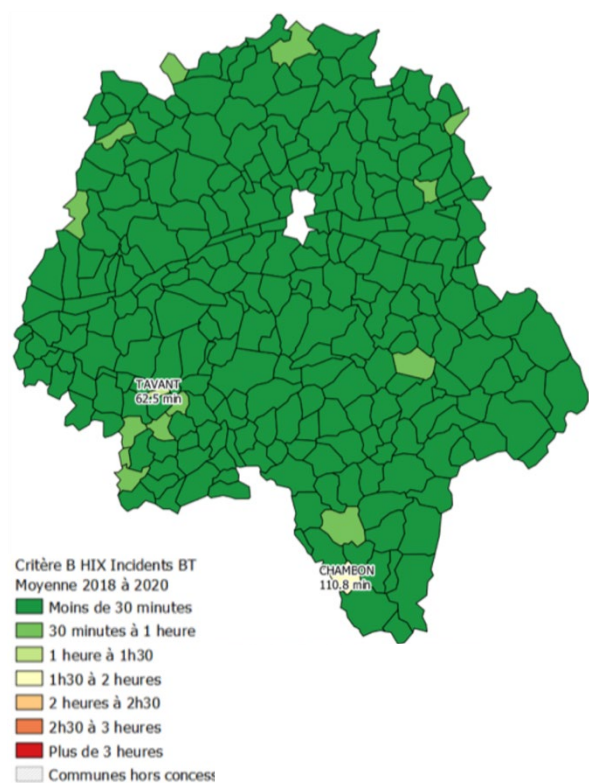 TAVANT
62.5 min
CHAMBON
110.8 min
Critère B HIX Incidents BT
Moyenne 2018 à 2020
Moins de 30 minutes
30 minutes à 1 heure
1 heure à 1h30
1h30 à 2 heures
2 heures à 2h30
2h30 à 3 heures
Plus de 3 heures
Communes hors concess